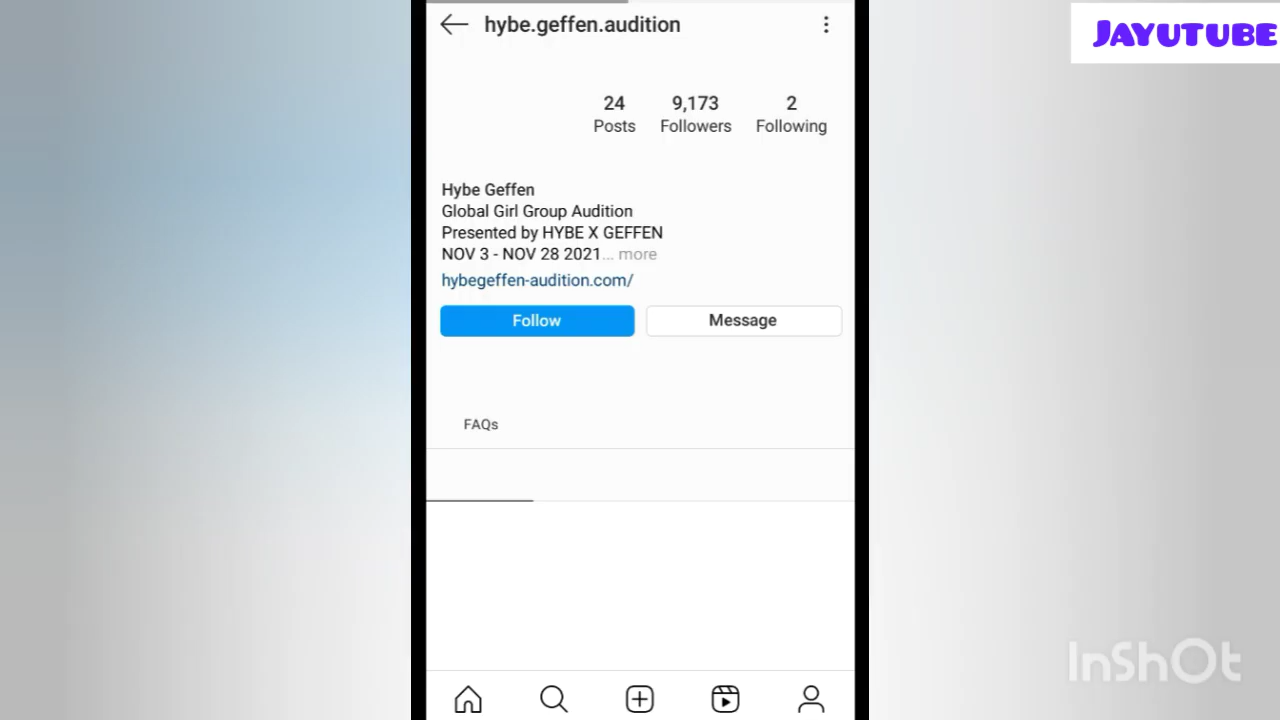 hybe.geffen.audition
JAYUTUBE
24
Posts
9,173
Followers
2
Following
Hybe Geffen
Global Girl Group Audition
Presented by HYBE X GEFFEN
NOV 3 - NOV 28 2021... more
hybegeffen-audition.com/
Follow
Message
FAQs
InShOt